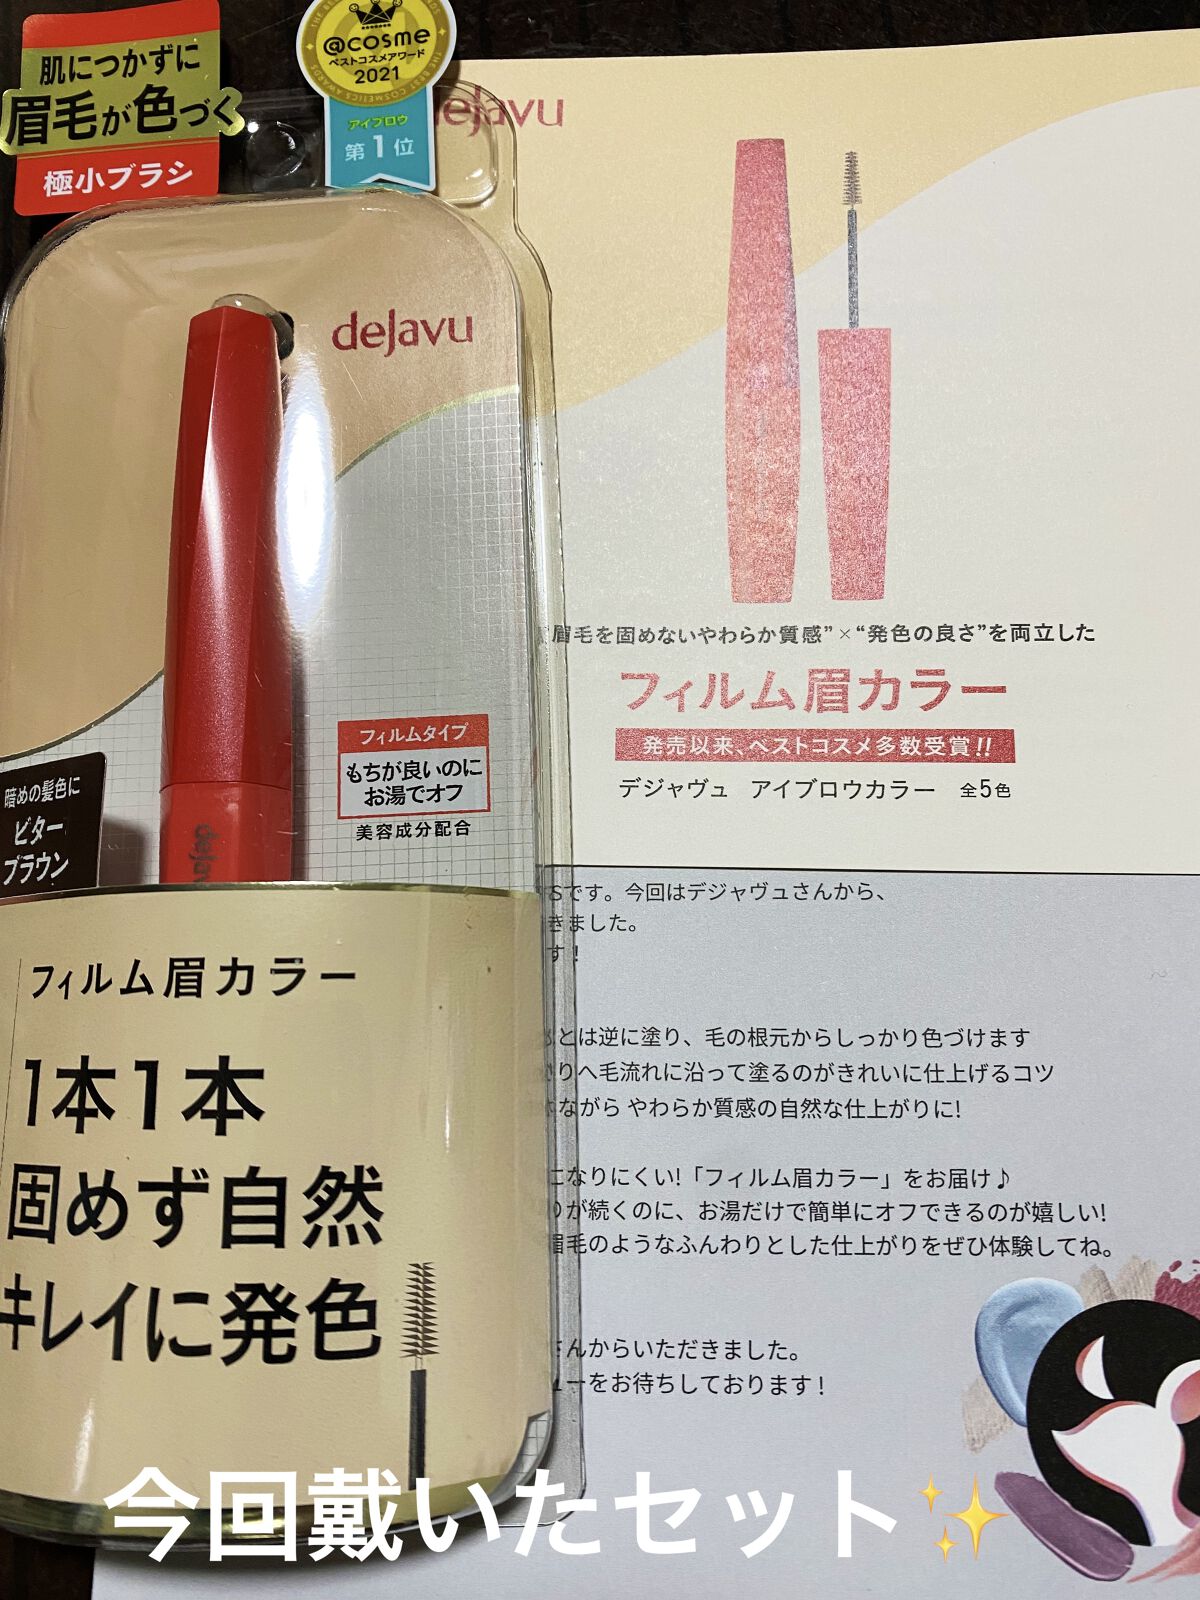 肌につかずに
眉毛が色づく
極小ブラシ
@cosme
ベストコスメアワード
2021
THE BEST COSMETICS AWARDS
アイブロウ
第1位
dejavu
dejavu
フィルムタイプ
もちが良いのに
お湯でオフ
美容成分配合
暗めの髪色に
ビター
ブラウン
dejav
フィルム眉カラー
1本1本
固めず自然
キレイに発色
眉毛を固めないやわらか質感”×“発色の良さ”を両立した
フィルム眉カラー
発売以来、ベストコスメ多数受賞!!
デジャヴュ アイブロウカラー 全5色
Sです。今回はデジャヴュさんから、
きました。
す！
とは逆に塗り、毛の根元からしっかり色づけます
りへ毛流れに沿って塗るのがきれいに仕上げるコツ
ながら やわらか質感の自然な仕上がりに!
になりにくい!「フィルム眉カラー」をお届け♪
のが続くのに、お湯だけで簡単にオフできるのが嬉しい!
眉毛のようなふんわりとした仕上がりをぜひ体験してね。
さんからいただきました。
ューをお待ちしております！
今回戴いたセット✨